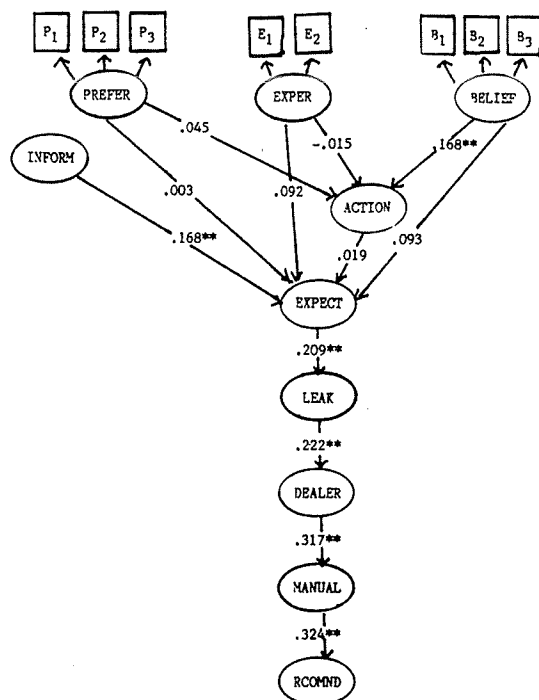 P1 P2 P3 E1 E2 B1 B2 B3
PREFER EXPER BELIEF
.045 -.015 .168**
INFORM
ACTION
.003 .092 .093
.168** .019
EXPECT
.209**
LEAK
.222**
DEALER
.317**
MANUAL
.324**
RCOMND